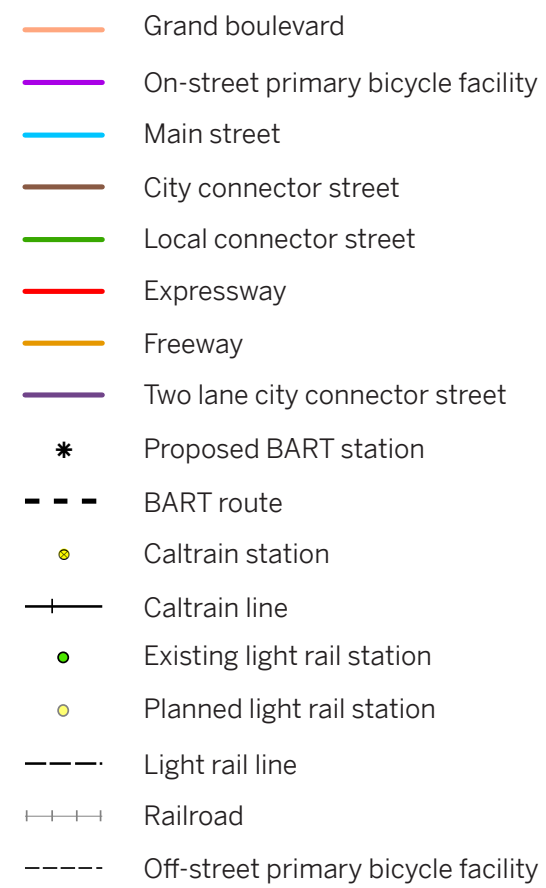 Grand boulevard
On-street primary bicycle facility
Main street
City connector street
Local connector street
Expressway
Freeway
Two lane city connector street
Proposed BART station
BART route
Caltrain station
Caltrain line
Existing light rail station
Planned light rail station
Light rail line
Railroad
Off-street primary bicycle facility